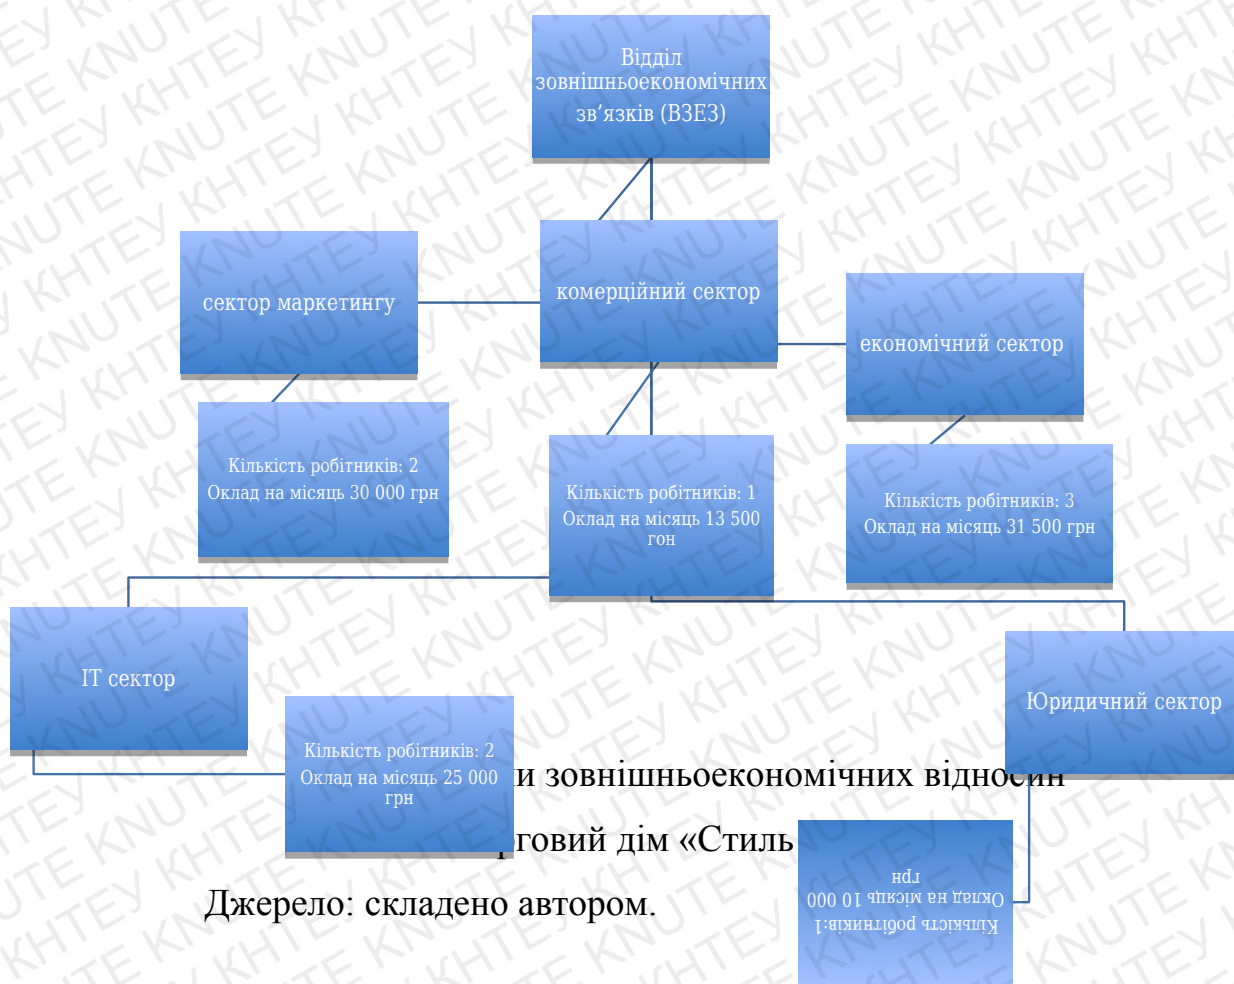 Відділ
зовнішньоекономічних
зв’язків (ВЗЕЗ)
сектор маркетингу
комерційний сектор
економічний сектор
Кількість робітників: 2
Оклад на місяць 30 000 грн
Кількість робітників: 1
Оклад на місяць 13 500
гон
Кількість робітників: 3
Оклад на місяць 31 500 грн
ІТ сектор
Юридичний сектор
Кількість робітників: 2
Оклад на місяць 25 000
грн
зовнішньоекономічних відносин
дім «Стиль
Кількість робітників:1
Оклад на місяць 10 000
грн
Джерело: складено автором.